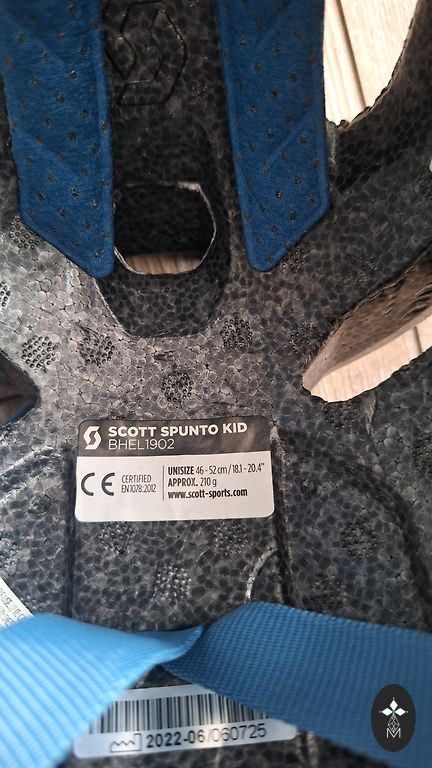 SCOTT SPUNTO KID
BHEL1902
CE CERTIFIED
EN1078:2012
UNISIZE 46 - 52 cm / 18.1 - 20.4"
APPROX. 210 g
www.scott-sports.com
2022-06/060725